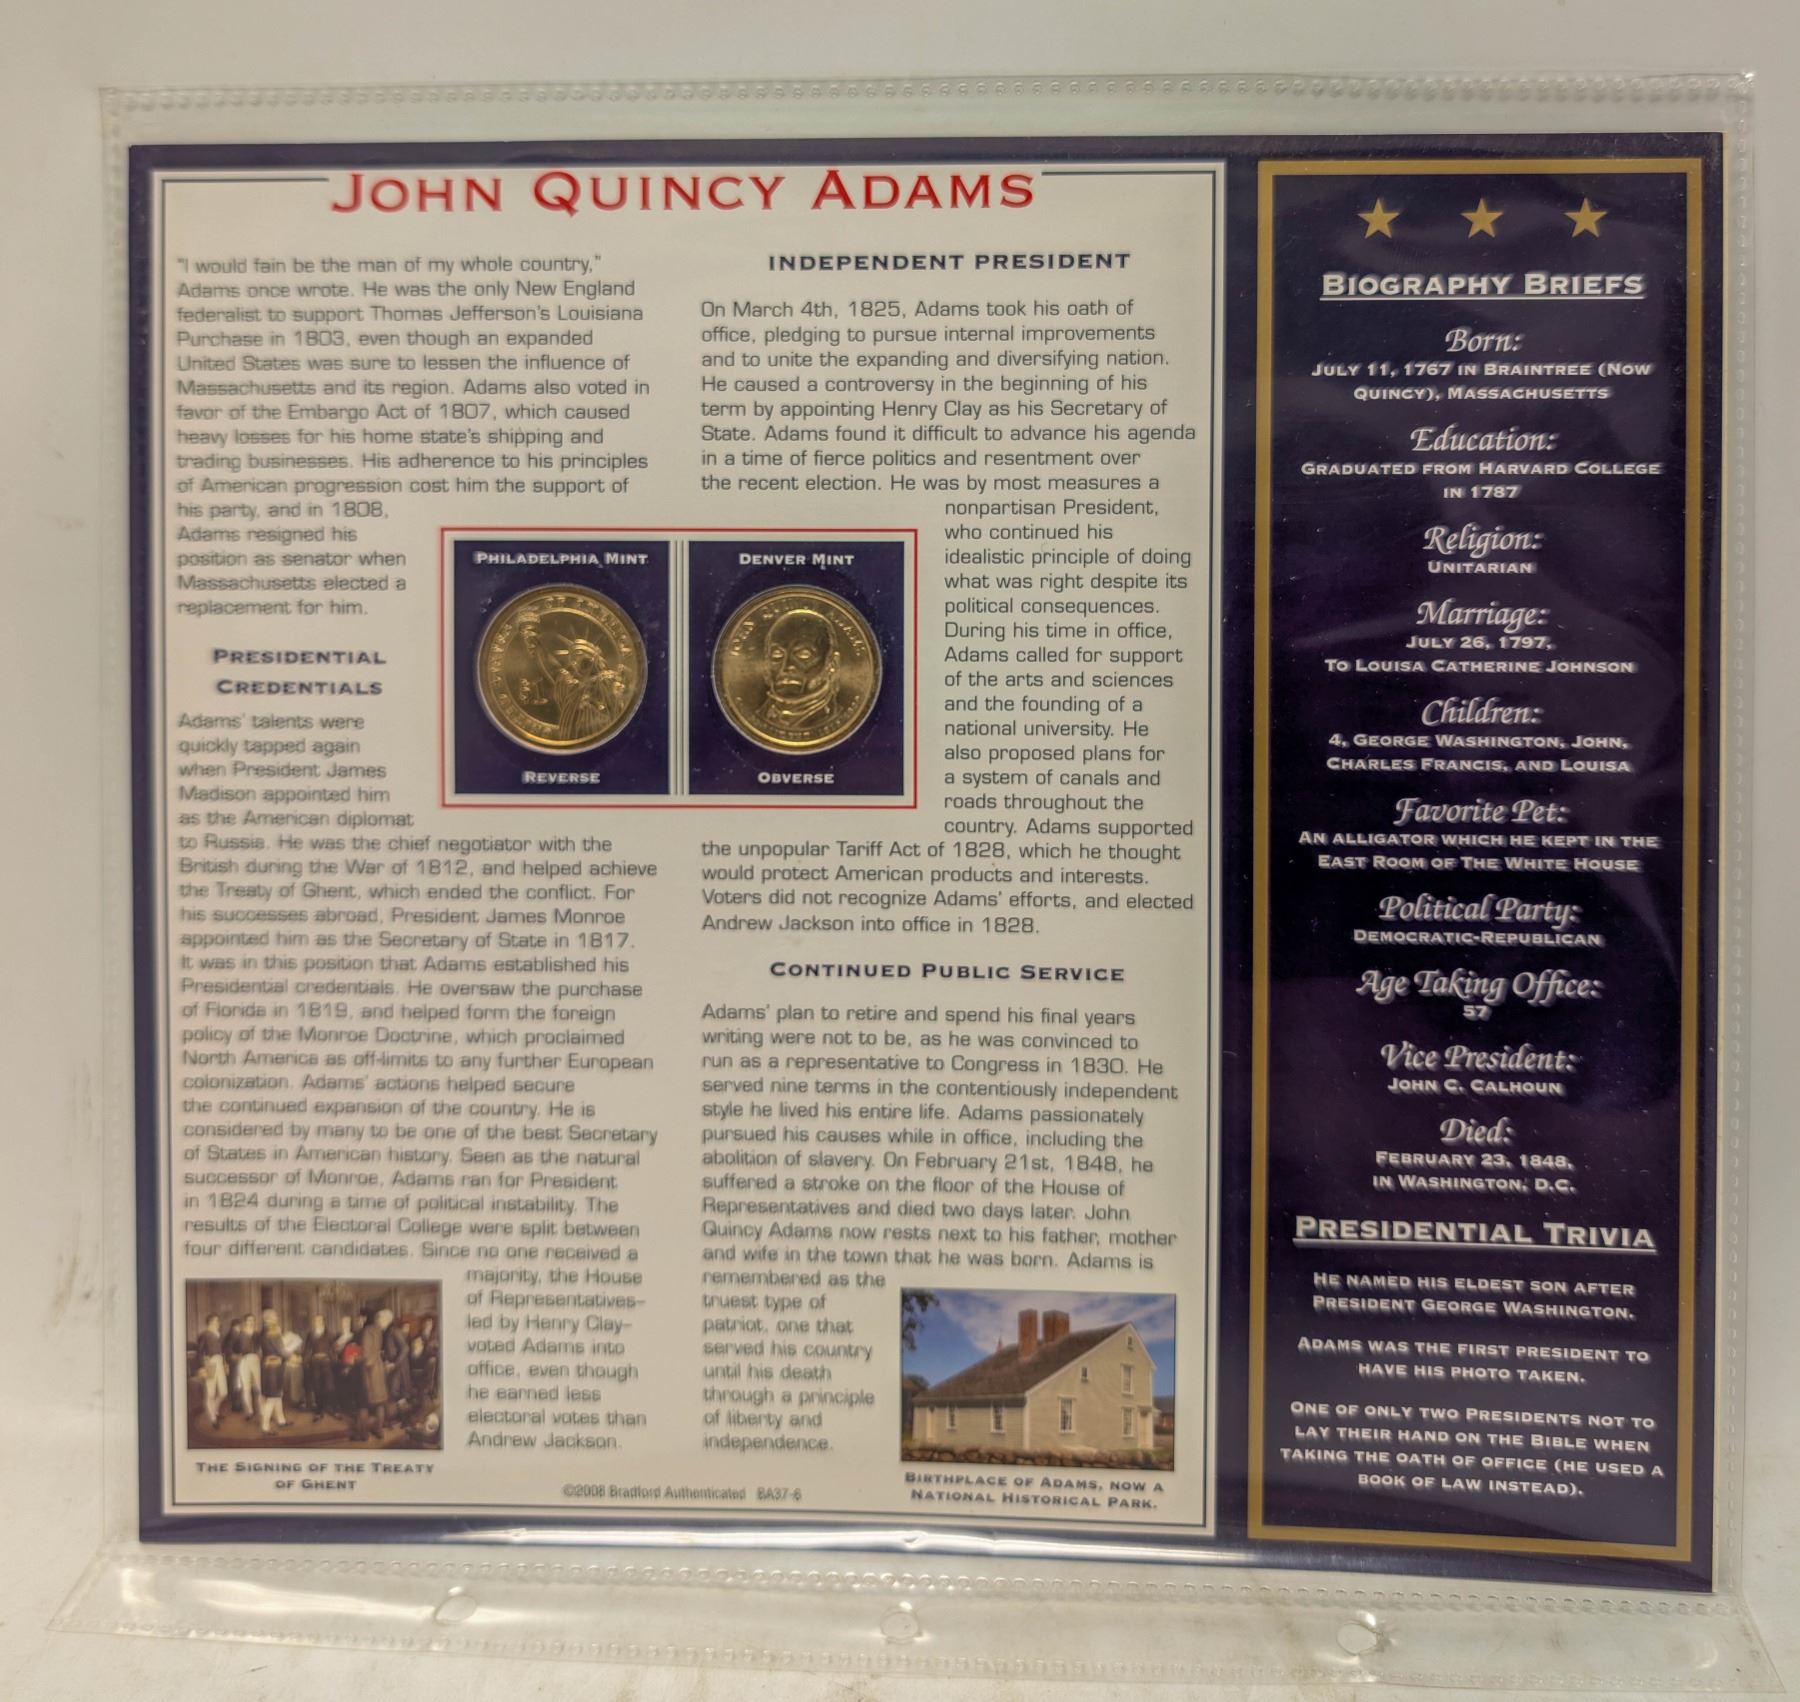 JOHN QUINCY ADAMS
"I would fain be the man of my whole country,"
Adams once wrote. He was the only New England
federalist to support Thomas Jefferson's Louisiana
Purchase in 1803, even though an expanded
United States was sure to lessen the influence of
Massachusetts and its region. Adams also voted in
favor of the Embargo Act of 1807, which caused
heavy losses for his home state's shipping and
trading businesses. His adherence to his principles
of American progression cost him the support of
his party, and in 1808,
Adams resigned his
position as senator when
Massachusetts elected a
replacement for him.
PRESIDENTIAL
CREDENTIALS
Adams' talents were
quickly tapped again
when President James
Madison appointed him
as the American diplomat
to Russia. He was the chief negotiator with the
British during the War of 1812, and helped achieve
the Treaty of Ghent, which ended the conflict. For
his successes abroad, President James Monroe
appointed him as the Secretary of State in 1817.
It was in this position that Adams established his
Presidential credentials. He oversaw the purchase
of Florida in 1819, and helped form the foreign
policy of the Monroe Doctrine, which proclaimed
North America as off-limits to any further European
colonization. Adams' actions helped secure
the continued expansion of the country. He is
considered by many to be one of the best Secretary
of States in American history. Seen as the natural
successor of Monroe, Adams ran for President
in 1824 during a time of political instability. The
results of the Electoral College were split between
four different candidates. Since no one received a
majority, the House
of Representatives–
led by Henry Clay–
voted Adams into
office, even though
he earned less
electoral votes than
Andrew Jackson.
THE SIGNING OF THE TREATY
OF GHENT
PHILADELPHIA MINT
REVERSE
DENVER MINT
JOHN QUINCY ADAMS
OBVERSE
INDEPENDENT PRESIDENT
On March 4th, 1825, Adams took his oath of
office, pledging to pursue internal improvements
and to unite the expanding and diversifying nation.
He caused a controversy in the beginning of his
term by appointing Henry Clay as his Secretary of
State. Adams found it difficult to advance his agenda
in a time of fierce politics and resentment over
the recent election. He was by most measures a
nonpartisan President,
who continued his
idealistic principle of doing
what was right despite its
political consequences.
During his time in office,
Adams called for support
of the arts and sciences
and the founding of a
national university. He
also proposed plans for
a system of canals and
roads throughout the
country. Adams supported
the unpopular Tariff Act of 1828, which he thought
would protect American products and interests.
Voters did not recognize Adams' efforts, and elected
Andrew Jackson into office in 1828.
CONTINUED PUBLIC SERVICE
Adams' plan to retire and spend his final years
writing were not to be, as he was convinced to
run as a representative to Congress in 1830. He
served nine terms in the contentiously independent
style he lived his entire life. Adams passionately
pursued his causes while in office, including the
abolition of slavery. On February 21st, 1848, he
suffered a stroke on the floor of the House of
Representatives and died two days later. John
Quincy Adams now rests next to his father, mother
and wife in the town that he was born. Adams is
remembered as the
truest type of
patriot, one that
served his country
until his death
through a principle
of liberty and
independence.
BIRTHPLACE OF ADAMS, NOW A
NATIONAL HISTORICAL PARK.
©2008 Bradford Authenticated BA37-6
BIOGRAPHY BRIEFS
Born:
JULY 11, 1767 IN BRAINTREE (NOW
QUINCY), MASSACHUSETTS
Education:
GRADUATED FROM HARVARD COLLEGE
IN 1787
Religion:
UNITARIAN
Marriage:
JULY 26, 1797,
TO LOUISA CATHERINE JOHNSON
Children:
4, GEORGE WASHINGTON, JOHN,
CHARLES FRANCIS, AND LOUISA
Favorite Pet:
AN ALLIGATOR WHICH HE KEPT IN THE
EAST ROOM OF THE WHITE HOUSE
Political Party:
DEMOCRATIC-REPUBLICAN
Age Taking Office:
57
Vice President:
JOHN C. CALHOUN
Died:
FEBRUARY 23, 1848,
IN WASHINGTON, D.C.
PRESIDENTIAL TRIVIA
HE NAMED HIS ELDEST SON AFTER
PRESIDENT GEORGE WASHINGTON.
ADAMS WAS THE FIRST PRESIDENT TO
HAVE HIS PHOTO TAKEN.
ONE OF ONLY TWO PRESIDENTS NOT TO
LAY THEIR HAND ON THE BIBLE WHEN
TAKING THE OATH OF OFFICE (HE USED A
BOOK OF LAW INSTEAD).